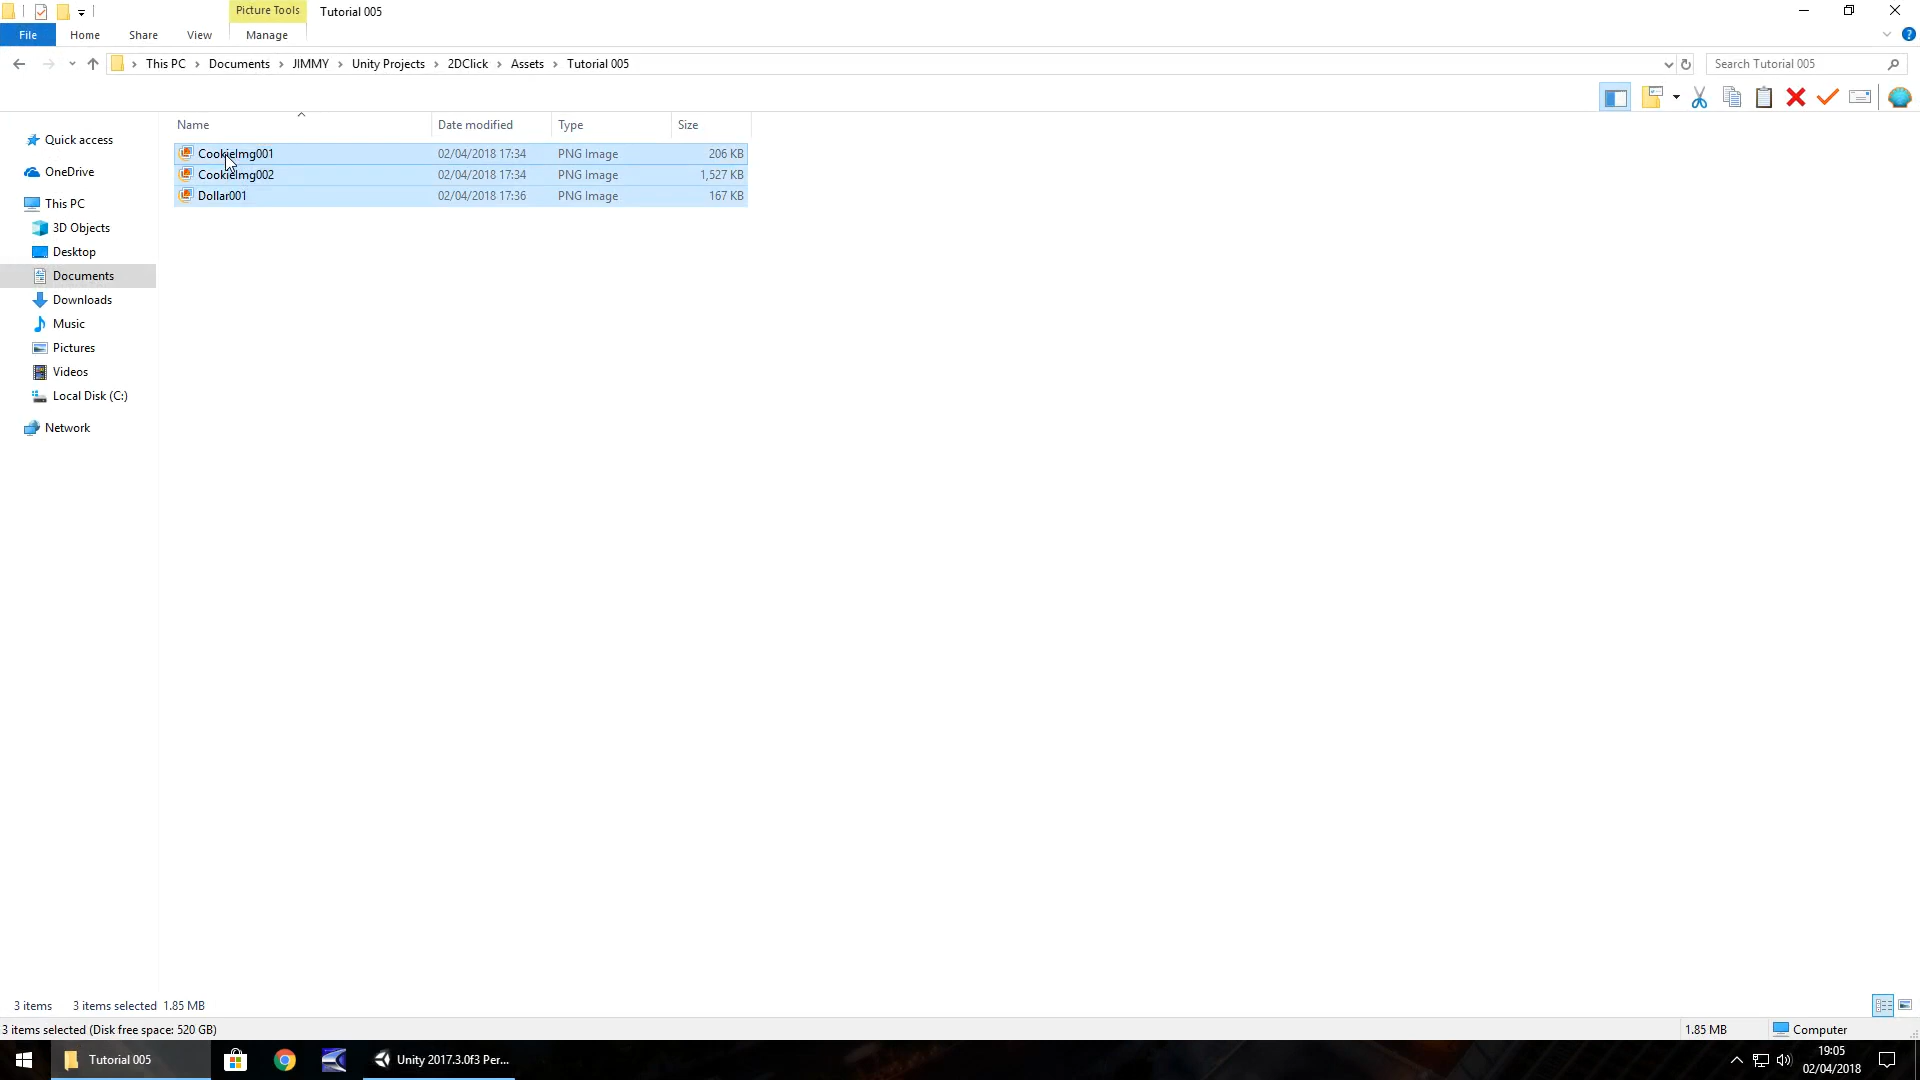 Picture Tools
Tutorial 005
File
Home
Share
View
Manage
This PC
Documents
JIMMY
Unity Projects
2DClick
Assets
Tutorial 005
Search Tutorial 005
Name
Date modified
Type
Size
CookieImg001
02/04/2018 17:34
PNG Image
206 KB
CookieImg002
02/04/2018 17:34
PNG Image
1,527 KB
Dollar001
02/04/2018 17:36
PNG Image
167 KB
Quick access
OneDrive
This PC
3D Objects
Desktop
Documents
Downloads
Music
Pictures
Videos
Local Disk (C:)
Network
3 items
3 items selected 1.85 MB
3 items selected (Disk free space: 520 GB)
1.85 MB
Computer
Tutorial 005
Unity 2017.3.0f3 Per...
19:05
02/04/2018